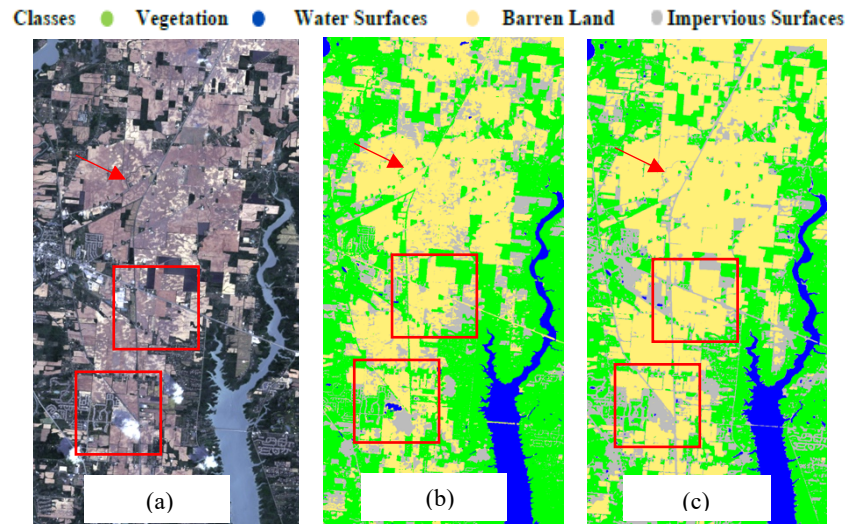 Classes Vegetation Water Surfaces Barren Land Impervious Surfaces
(a) (b) (c)